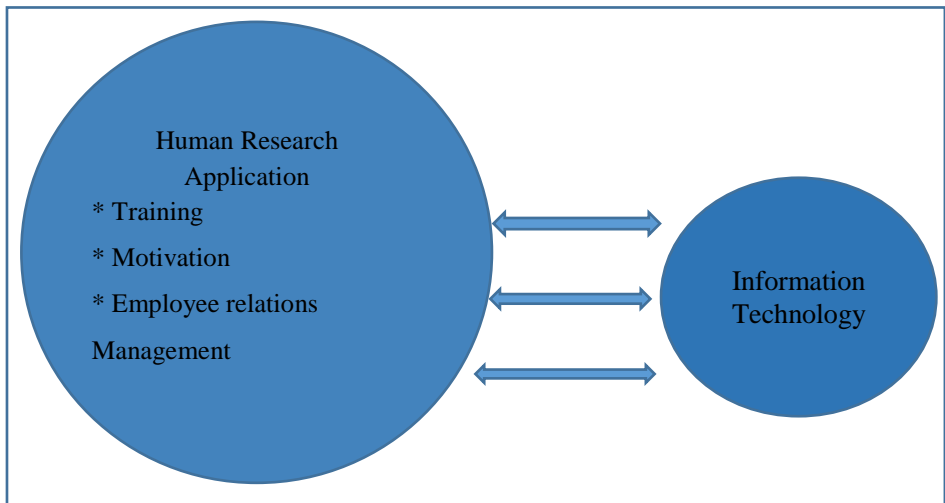 Human Research
Application
* Training
* Motivation
* Employee relations
Management
Information
Technology